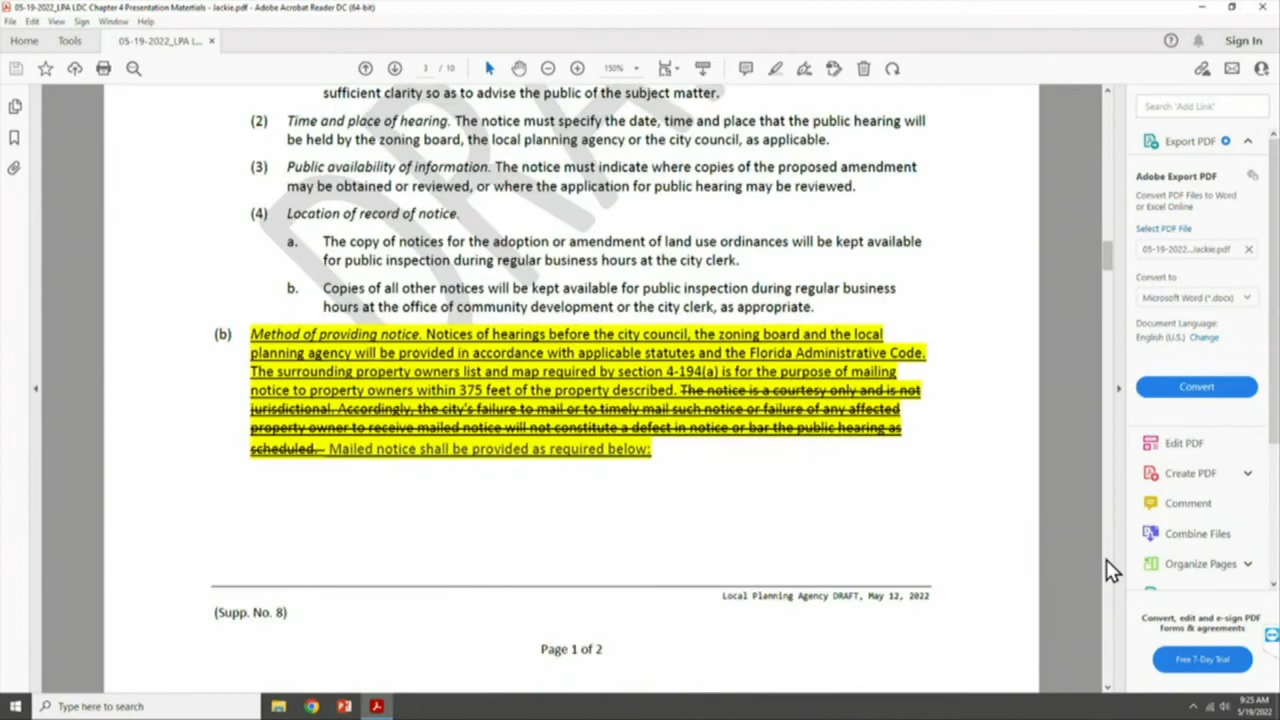 05-19-2022_LPA LDC Chapter 4 Presentation Matertials - Jackie.pdf - Adobe Acrobat Reader DC (64-bit)
File Edit View Sign Window Help
Home Tools 05-19-2022_LPA L... × Sign In
3 / 10 150%
sufficient clarity so as to advise the public of the subject matter.
(2) Time and place of hearing. The notice must specify the date, time and place that the public hearing will
be held by the zoning board, the local planning agency or the city council, as applicable.
(3) Public availability of information. The notice must indicate where copies of the proposed amendment
may be obtained or reviewed, or where the application for public hearing may be reviewed.
(4) Location of record of notice.
a. The copy of notices for the adoption or amendment of land use ordinances will be kept available
for public inspection during regular business hours at the city clerk.
b. Copies of all other notices will be kept available for public inspection during regular business
hours at the office of community development or the city clerk, as appropriate.
(b) Method of providing notice. Notices of hearings before the city council, the zoning board and the local
planning agency will be provided in accordance with applicable statutes and the Florida Administrative Code.
The surrounding property owners list and map required by section 4-194(a) is for the purpose of mailing
notice to property owners within 375 feet of the property described. The notice is a courtesy only and is not
jurisdictional. Accordingly, the city's failure to mail or to timely mail such notice or failure of any affected
property owner to receive mailed notice will not constitute a defect in notice or bar the public hearing as
scheduled. Mailed notice shall be provided as required below:
Local Planning Agency DRAFT, May 12, 2022
(Supp. No. 8)
Page 1 of 2
DRA
Search 'Add Link'
Export PDF
Adobe Export PDF
Convert PDF Files to Word
or Excel Online
Select PDF File
05-19-2022...Jackie.pdf
Convert to
Microsoft Word (*.docx)
Document Language:
English (U.S.) Change
Convert
Edit PDF
Create PDF
Comment
Combine Files
Organize Pages
Convert, edit and e-sign PDF
forms & agreements
Free 7-Day Trial
Type here to search
9:25 AM
5/19/2022